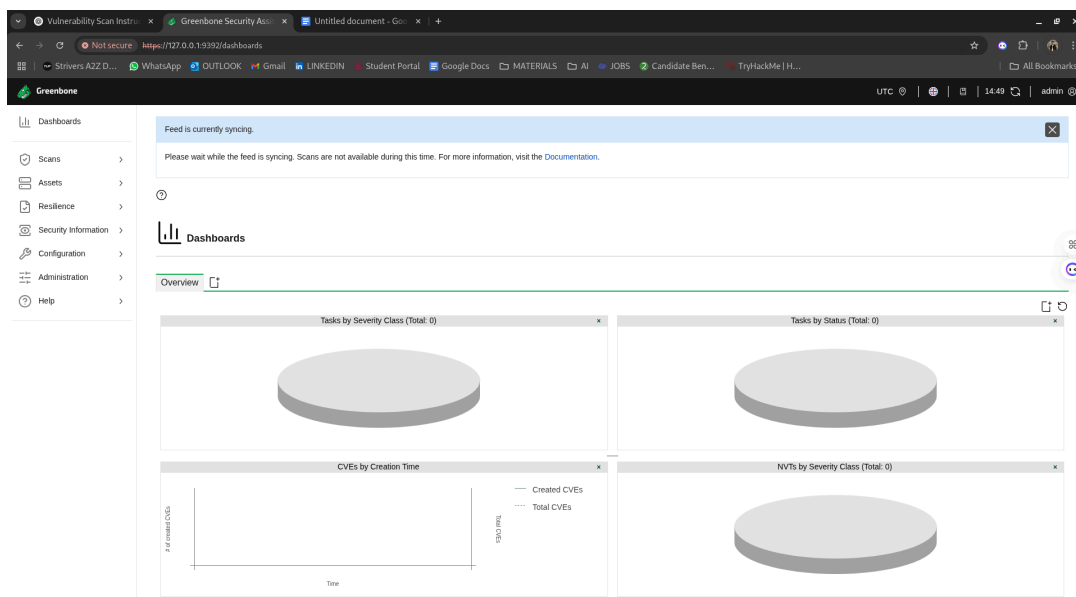 Vulnerability Scan Instru
Greenbone Security Assis
Untitled document - Goo
Not secure https://127.0.0.1:9392/dashboards
Strivers A2Z D... WhatsApp OUTLOOK Gmail LINKEDIN Student Portal Google Docs MATERIALS AI JOBS Candidate Ben... TryHackMe | H... All Bookmarks
Greenbone UTC 14:49 admin
Dashboards
Scans
Assets
Resilience
Security Information
Configuration
Administration
Help
Feed is currently syncing.
Please wait while the feed is syncing. Scans are not available during this time. For more information, visit the Documentation.
Dashboards
Overview
Tasks by Severity Class (Total: 0)
Tasks by Status (Total: 0)
CVEs by Creation Time
# of created CVEs
Time
Total CVEs
Created CVEs
Total CVEs
NVTs by Severity Class (Total: 0)